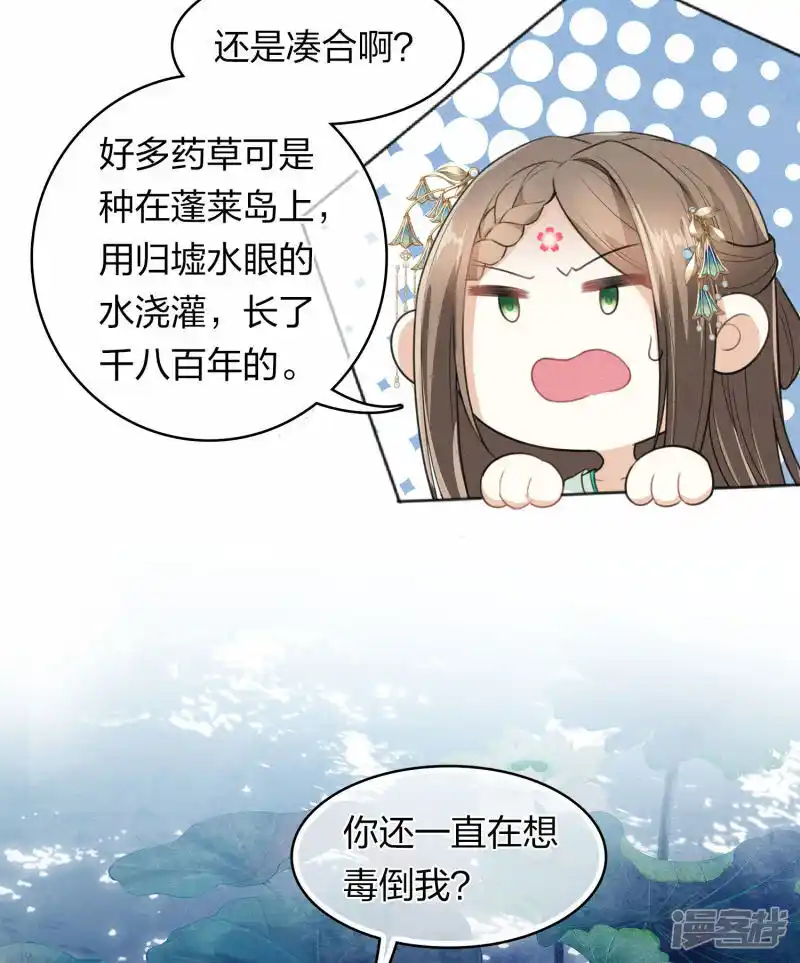 还是凑合啊？
好多药草可是
种在蓬莱岛上，
用归墟水眼的
水浇灌，长了
千八百年的。
你还一直在想
毒倒我？
漫客栈